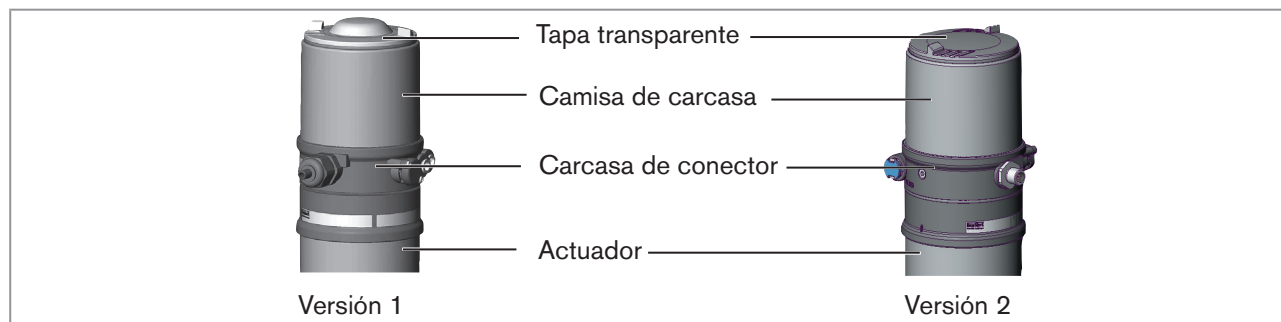 Tapa transparente
Camisa de carcasa
Carcasa de conector
Actuador
Versión 1
Versión 2